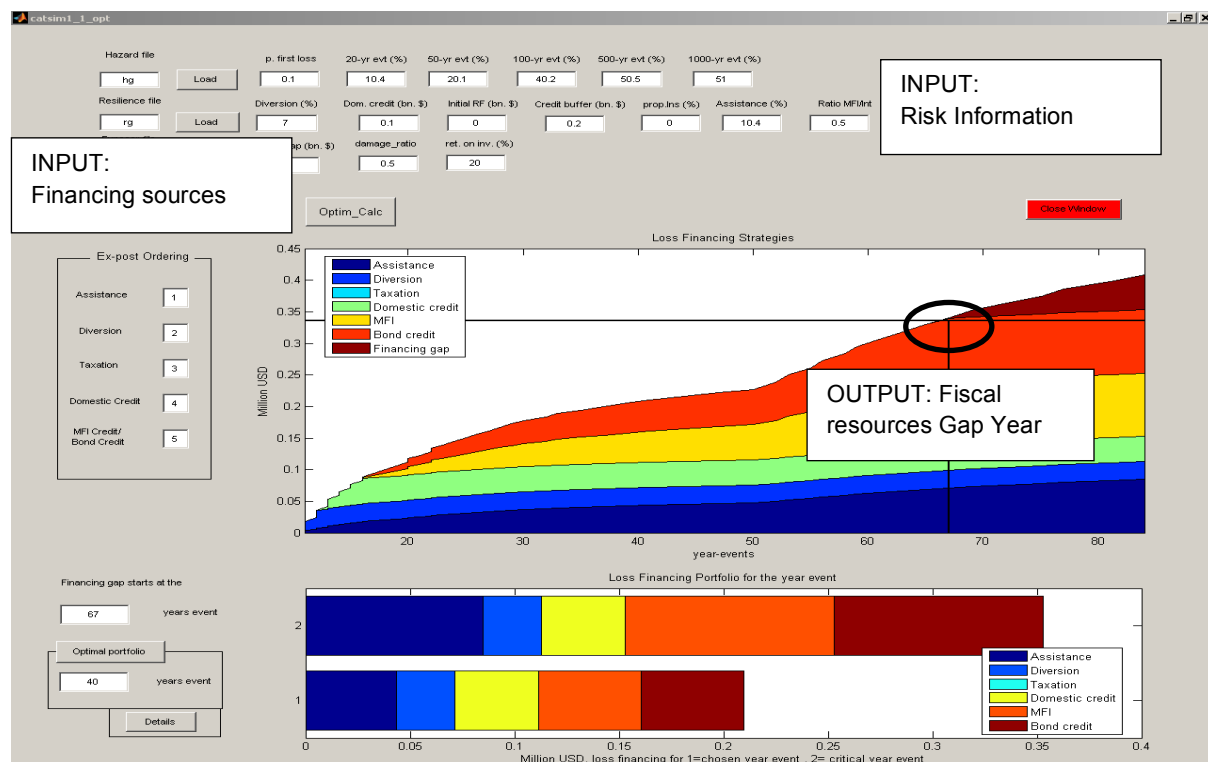 catsim1_1_opt
Hazard file
p. first loss
20-yr evt (%)
50-yr evt (%)
100-yr evt (%)
500-yr evt (%)
1000-yr evt (%)
hg
Load
0.1
10.4
20.1
40.2
50.5
51
Resilience file
Diversion (%)
Dom. credit (bn. $)
Initial RF (bn. $)
Credit buffer (bn. $)
prop.Ins (%)
Assistance (%)
Ratio MFI/Int
rg
Load
7
0.1
0
0.2
0
10.4
0.5
(bn. $)
damage_ratio
ret. on inv. (%)
0.5
20
INPUT:
Risk Information
INPUT:
Financing sources
Optim_Calc
Close Window
Ex-post Ordering
Assistance
1
Diversion
2
Taxation
3
Domestic Credit
4
MFI Credit/
Bond Credit
5
Loss Financing Strategies
0.45
0.4
0.35
0.3
0.25
0.2
0.15
0.1
0.05
0
Million USD
Assistance
Diversion
Taxation
Domestic credit
MFI
Bond credit
Financing gap
OUTPUT: Fiscal
resources Gap Year
20
30
40
50
60
70
80
year-events
Financing gap starts at the
67
years event
Optimal portfolio
40
years event
Details
Loss Financing Portfolio for the year event
2
1
Assistance
Diversion
Taxation
Domestic credit
MFI
Bond credit
0
0.05
0.1
0.15
0.2
0.25
0.3
0.35
0.4
Million USD, loss financing for 1=chosen year event , 2= critical year event